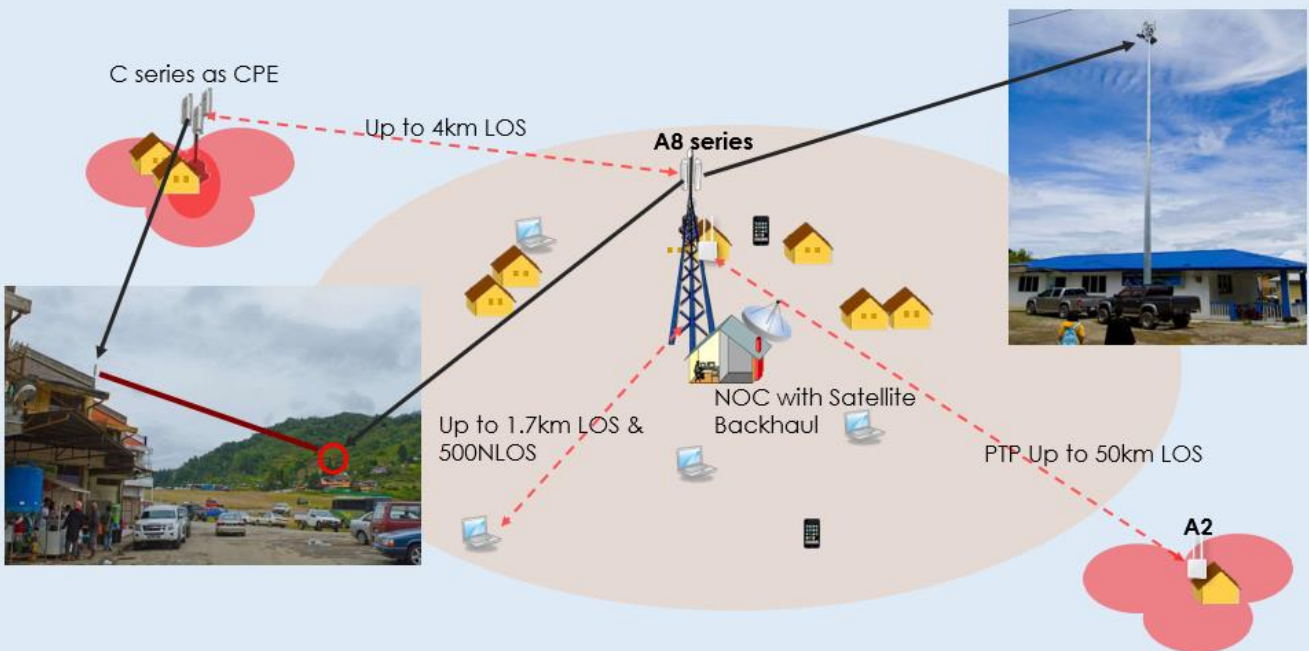 C series as CPE
Up to 4km LOS
A8 series
NOC with Satellite
Backhaul
Up to 1.7km LOS &
500NLOS
PTP Up to 50km LOS
A2